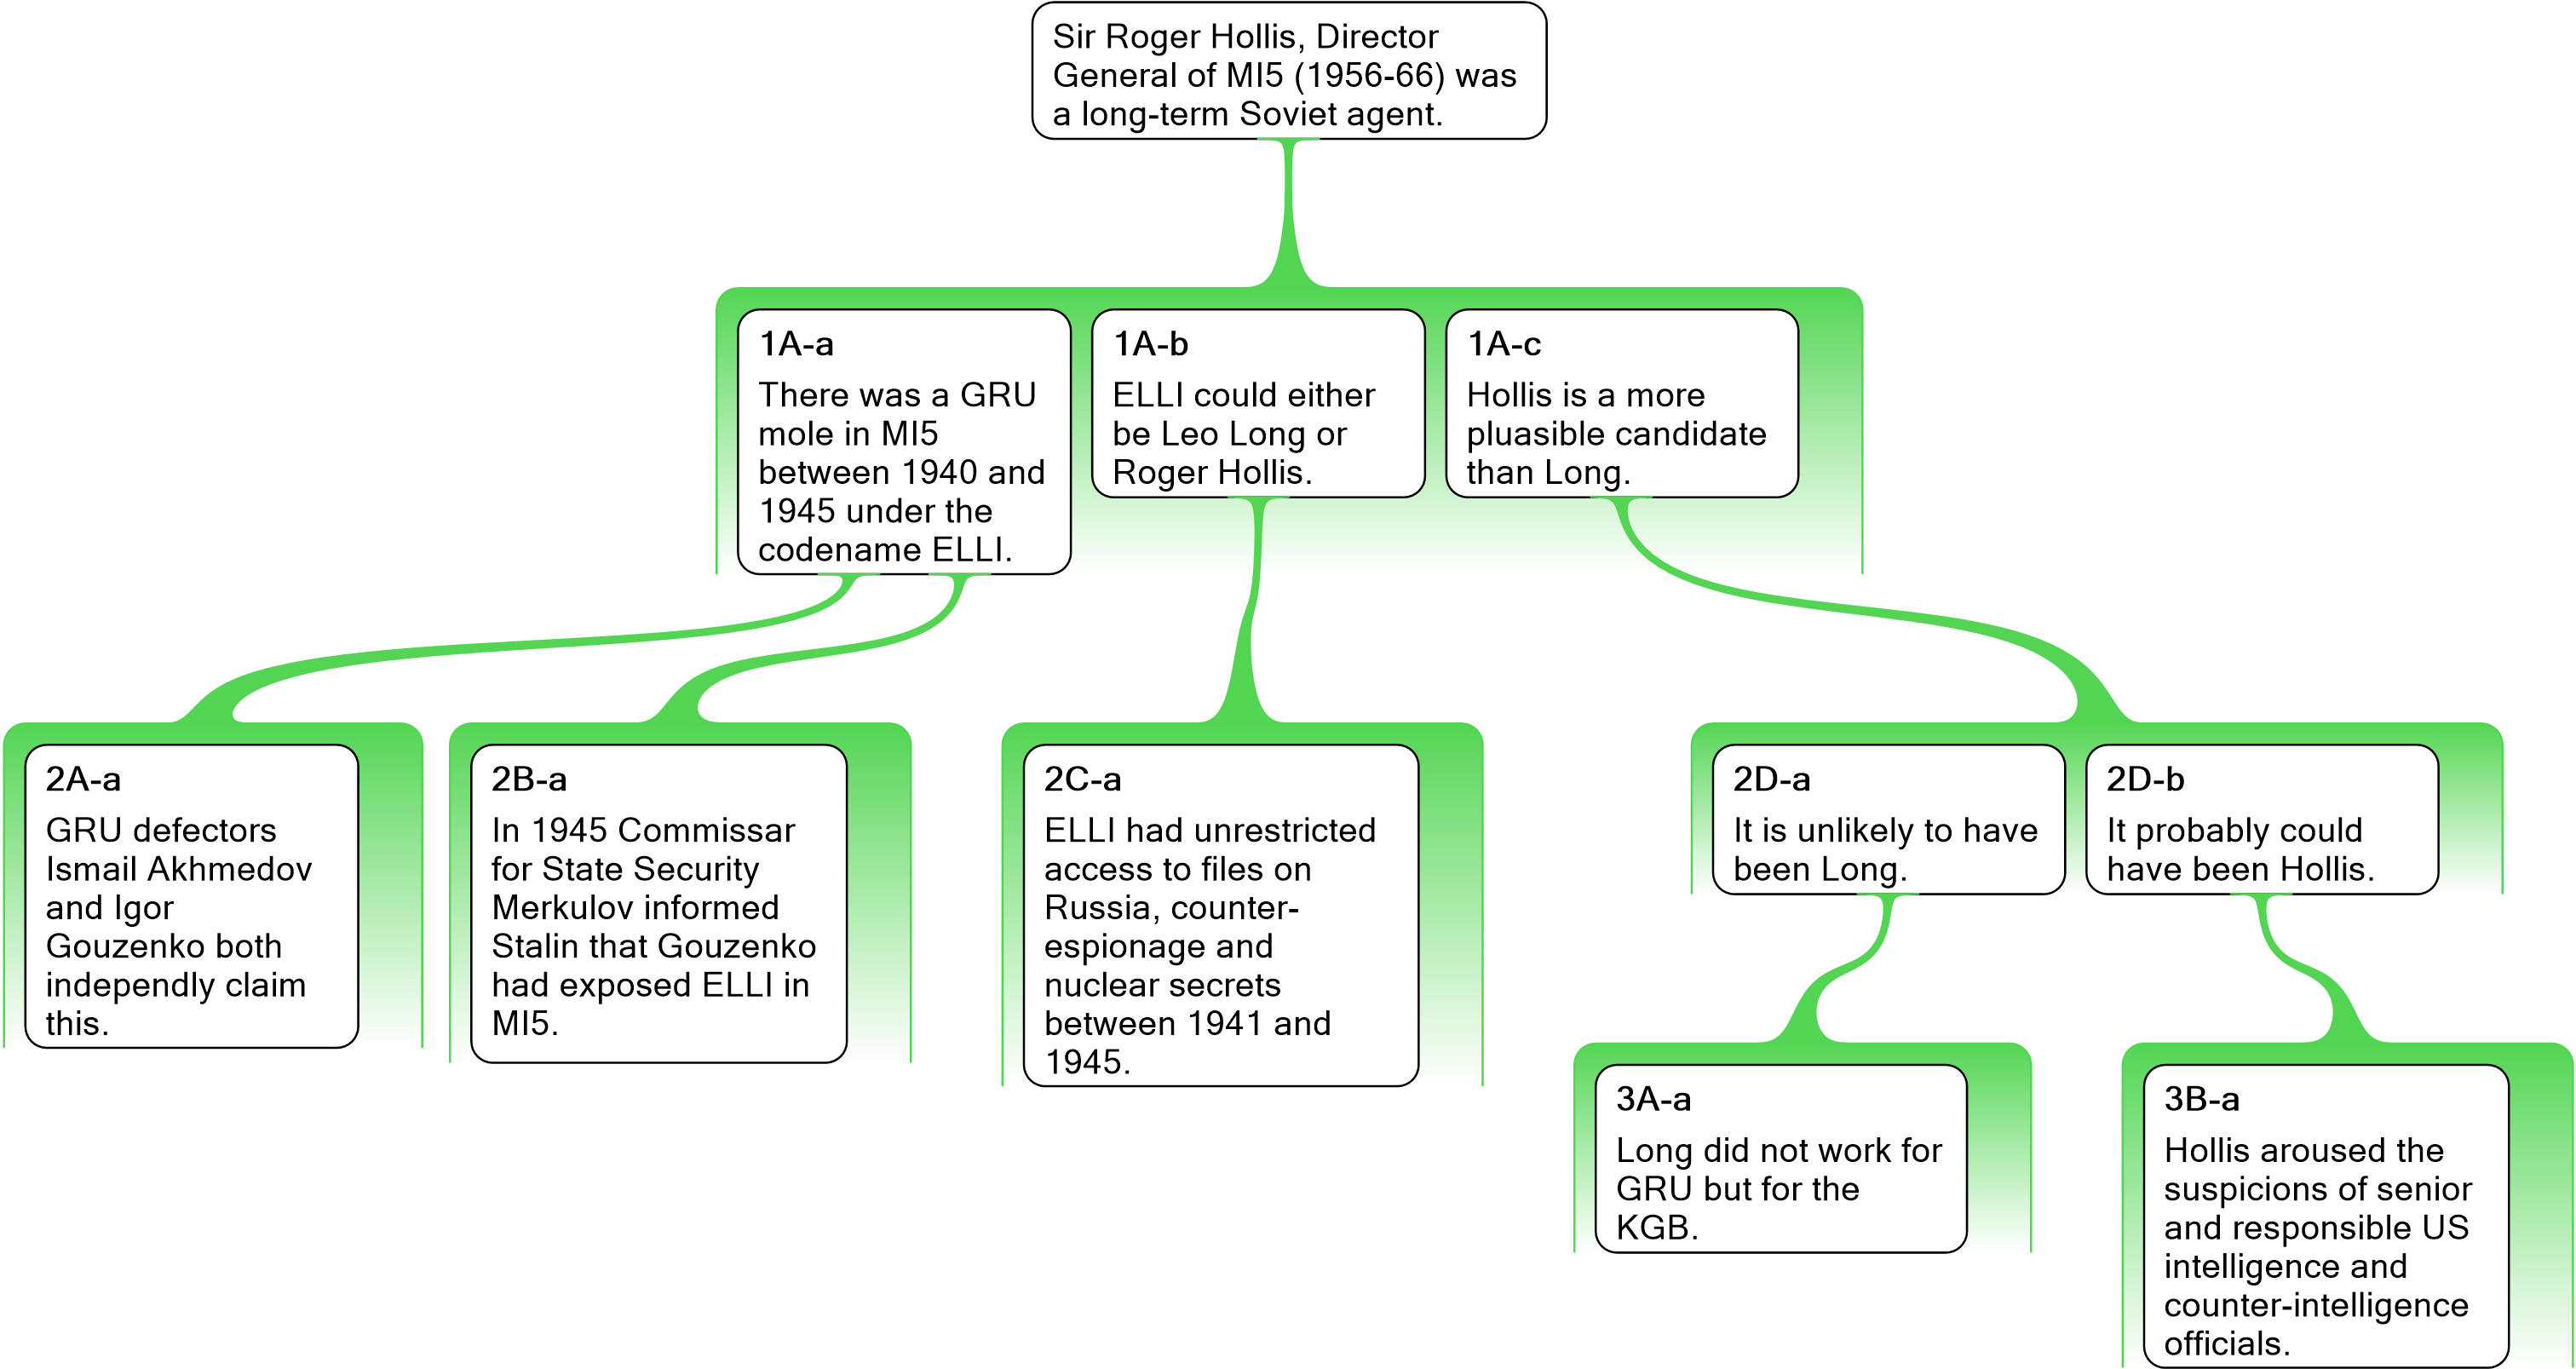 Sir Roger Hollis, Director
General of MI5 (1956-66) was
a long-term Soviet agent.
1A-a
There was a GRU
mole in MI5
between 1940 and
1945 under the
codename ELLI.
1A-b
ELLI could either
be Leo Long or
Roger Hollis.
1A-c
Hollis is a more
pluasible candidate
than Long.
2A-a
GRU defectors
Ismail Akhmedov
and Igor
Gouzenko both
independly claim
this.
2B-a
In 1945 Commissar
for State Security
Merkulov informed
Stalin that Gouzenko
had exposed ELLI in
MI5.
2C-a
ELLI had unrestricted
access to files on
Russia, counter-
espionage and
nuclear secrets
between 1941 and
1945.
2D-a
It is unlikely to have
been Long.
2D-b
It probably could
have been Hollis.
3A-a
Long did not work for
GRU but for the
KGB.
3B-a
Hollis aroused the
suspicions of senior
and responsible US
intelligence and
counter-intelligence
officials.